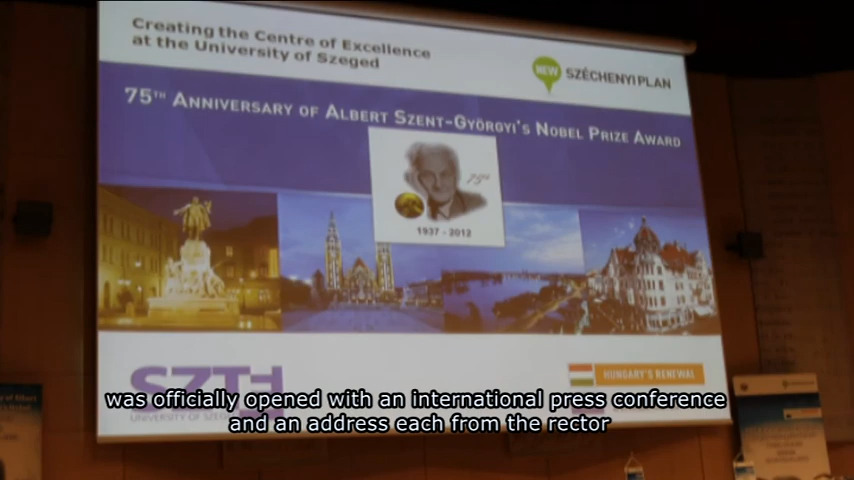 Creating the Centre of Excellence
at the University of Szeged
NEW SZÉCHENYI PLAN
75TH ANNIVERSARY OF ALBERT SZENT-GYÖRGYI'S NOBEL PRIZE AWARD
75th
1937 - 2012
SZTE
HUNGARY'S RENEWAL
UNIVERSITY OF
was officially opened with an international press conference
and an address each from the rector